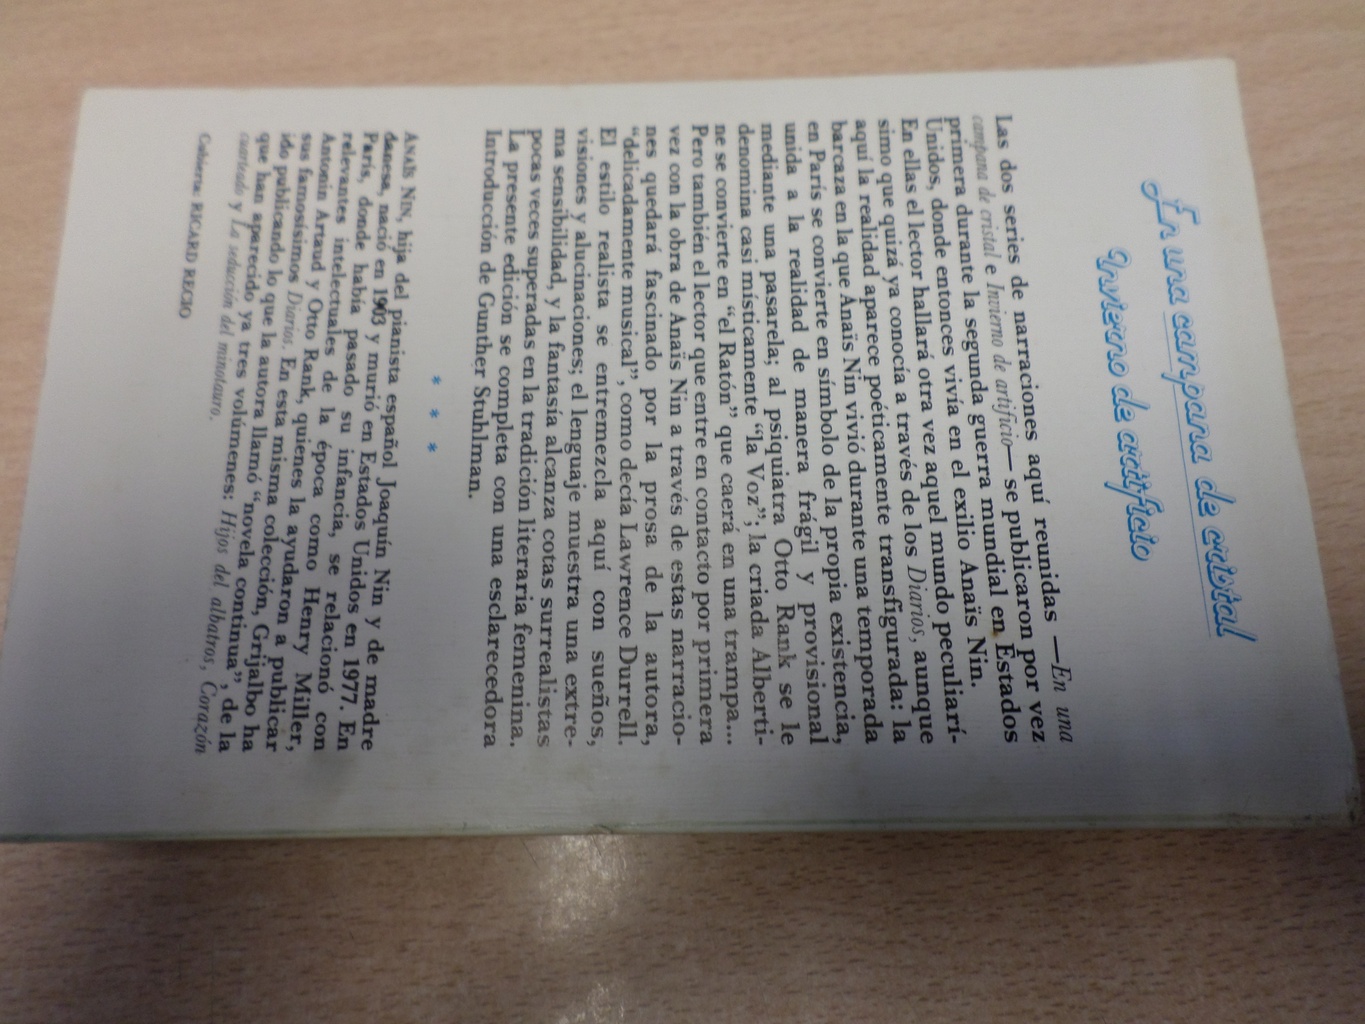 En una campana de cristal
Invierno de artificio
Las dos series de narraciones aquí reunidas —En una
campana de cristal e Invierno de artificio— se publicaron por vez
primera durante la segunda guerra mundial en Estados
Unidos, donde entonces vivía en el exilio Anaïs Nin.
En ellas el lector hallará otra vez aquel mundo peculiarí-
simo que quizá ya conocía a través de los Diarios, aunque
aquí la realidad aparece poéticamente transfigurada: la
barcaza en la que Anaïs Nin vivió durante una temporada
en París se convierte en símbolo de la propia existencia,
unida a la realidad de manera frágil y provisional
mediante una pasarela; al psiquiatra Otto Rank se le
denomina casi místicamente "la Voz"; la criada Alberti-
ne se convierte en "el Ratón" que caerá en una trampa...
Pero también el lector que entre en contacto por primera
vez con la obra de Anaïs Nin a través de estas narracio-
nes quedará fascinado por la prosa de la autora,
"delicadamente musical", como decía Lawrence Durrell.
El estilo realista se entremezcla aquí con sueños,
visiones y alucinaciones; el lenguaje muestra una extre-
ma sensibilidad, y la fantasía alcanza cotas surrealistas
pocas veces superadas en la tradición literaria femenina.
La presente edición se completa con una esclarecedora
Introducción de Gunther Stuhlman.
* * *
ANAÏS NIN, hija del pianista español Joaquín Nin y de madre
danesa, nació en 1903 y murió en Estados Unidos en 1977. En
París, donde había pasado su infancia, se relacionó con
relevantes intelectuales de la época como Henry Miller,
Antonin Artaud y Otto Rank, quienes la ayudaron a publicar
sus famosísimos Diarios. En esta misma colección, Grijalbo ha
ido publicando lo que la autora llamó "novela continua", de la
que han aparecido ya tres volúmenes: Hijos del albatros, Corazón
cuarteado y La seducción del minotauro.
Cubierta: RICARD RECIO